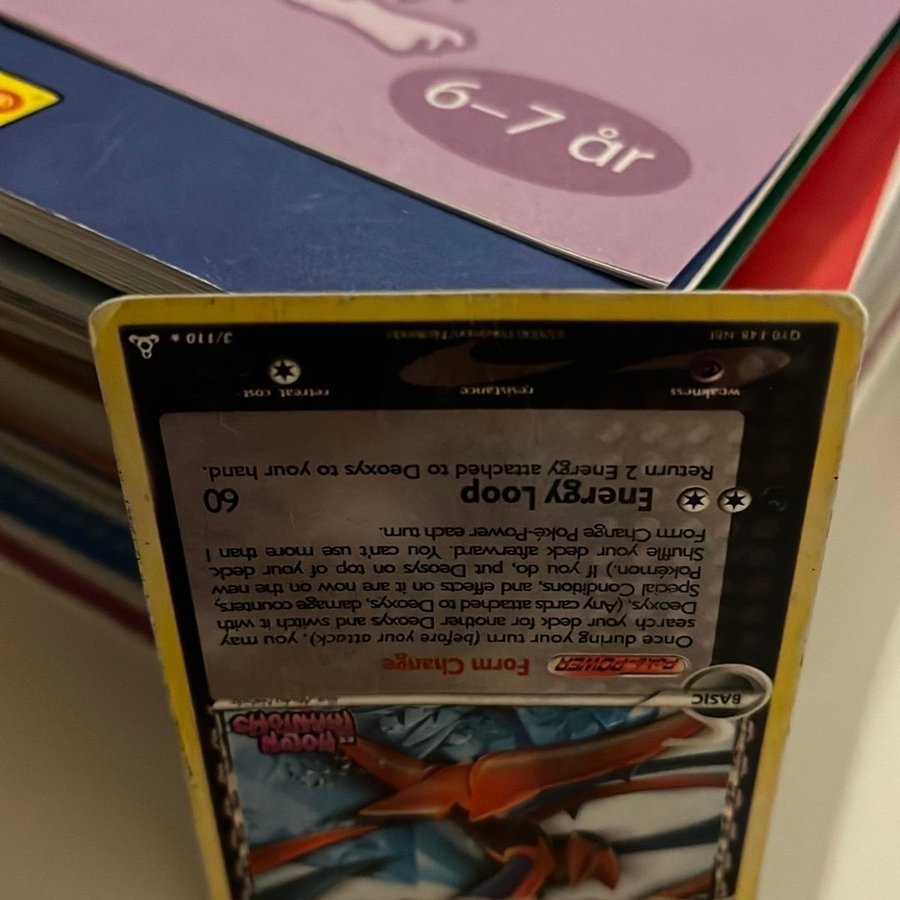 6–7 år
HOLON
PHANTOMS
BASIC
Poké-POWER Form Change
Once during your turn (before your attack), you may
search your deck for another Deoxys and switch it with
Deoxys, (Any cards attached to Deoxys, damage counters,
Special Conditions, and effects on it are now on the new
Pokémon.) If you do, put Deoxys on top of your deck
Shuffle your deck afterward. You can't use more than 1
Form Change Poké-Power each turn.
Energy Loop 60
Return 2 Energy attached to Deoxys to your hand.
weakness resistance retreat cost
3/110 ★